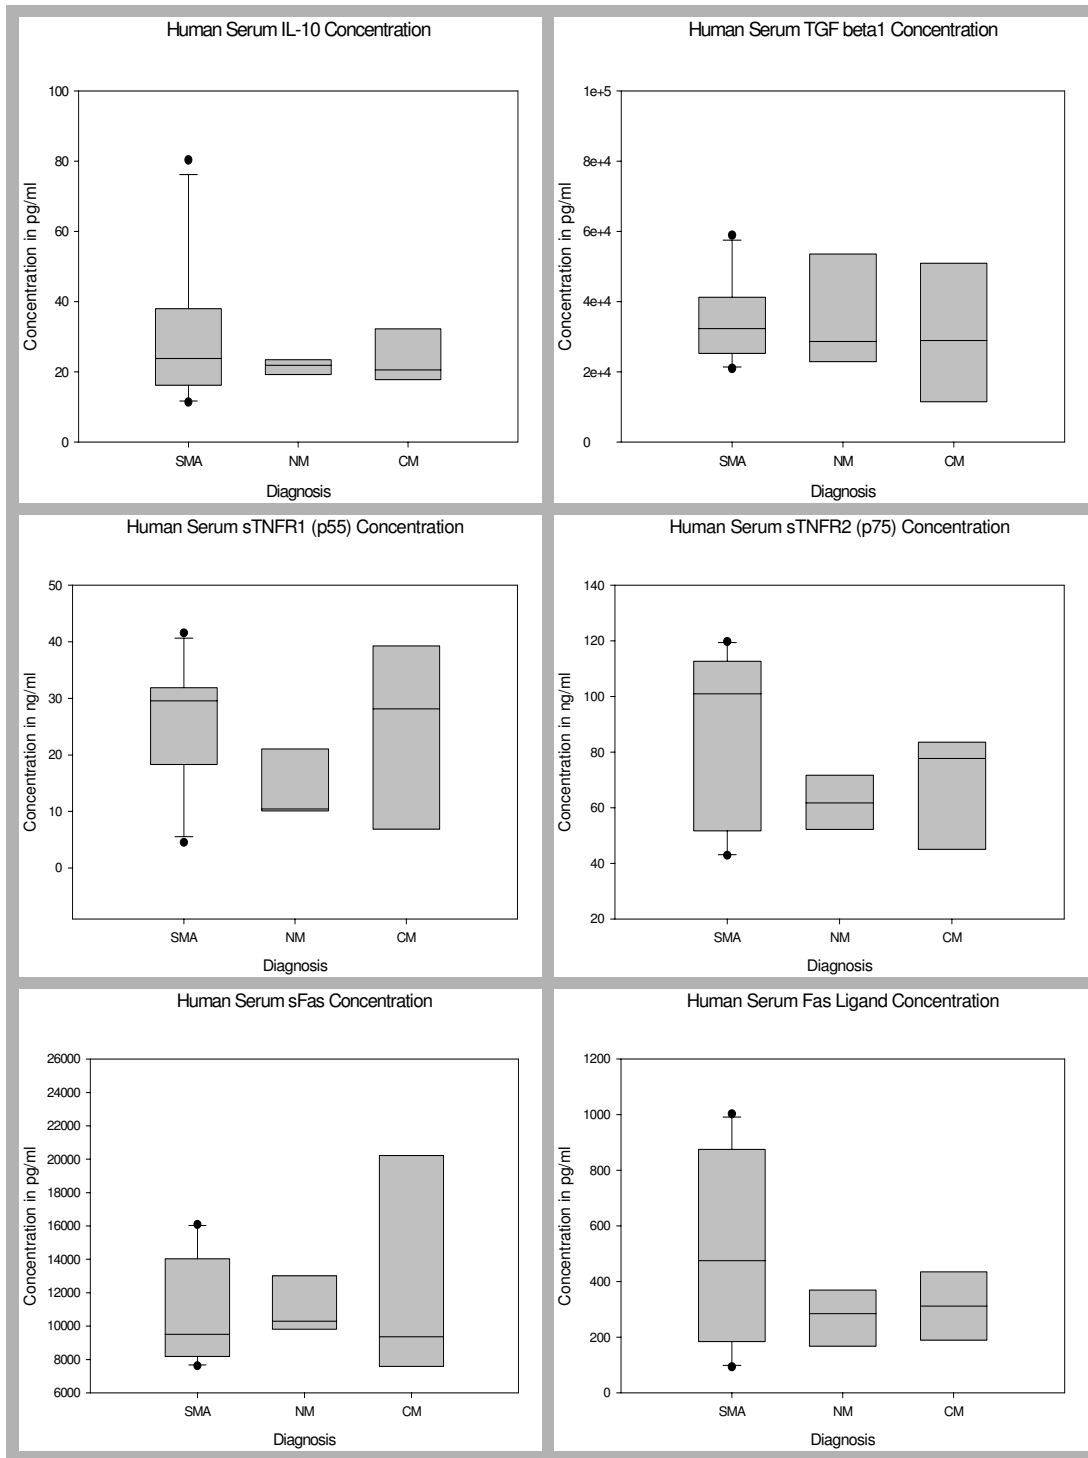 Human Serum IL-10 Concentration
Concentration in pg/ml
100
80
60
40
20
0
SMA NM CM
Diagnosis
Human Serum TGF beta1 Concentration
Concentration in pg/ml
1e+5
8e+4
6e+4
4e+4
2e+4
0
SMA NM CM
Diagnosis
Human Serum sTNFR1 (p55) Concentration
Concentration in ng/ml
50
40
30
20
10
0
SMA NM CM
Diagnosis
Human Serum sTNFR2 (p75) Concentration
Concentration in ng/ml
140
120
100
80
60
40
20
SMA NM CM
Diagnosis
Human Serum sFas Concentration
Concentration in pg/ml
26000
24000
22000
20000
18000
16000
14000
12000
10000
8000
6000
SMA NM CM
Diagnosis
Human Serum Fas Ligand Concentration
Concentration in pg/ml
1200
1000
800
600
400
200
0
SMA NM CM
Diagnosis